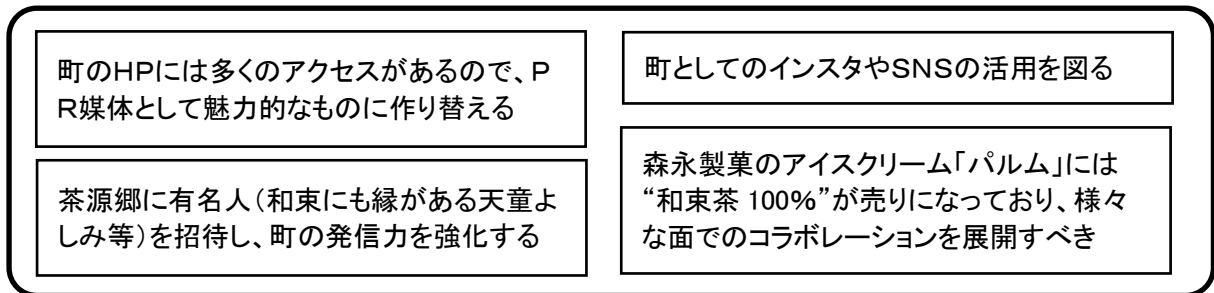 町のHPには多くのアクセスがあるので、P
R媒体として魅力的なものに作り替える
茶源郷に有名人（和束にも縁がある天童よ
しみ等）を招待し、町の発信力を強化する
町としてのインスタやSNSの活用を図る
森永製菓のアイスクリーム「パルム」には
“和束茶 100%”が売りになっており、様々
な面でのコラボレーションを展開すべき